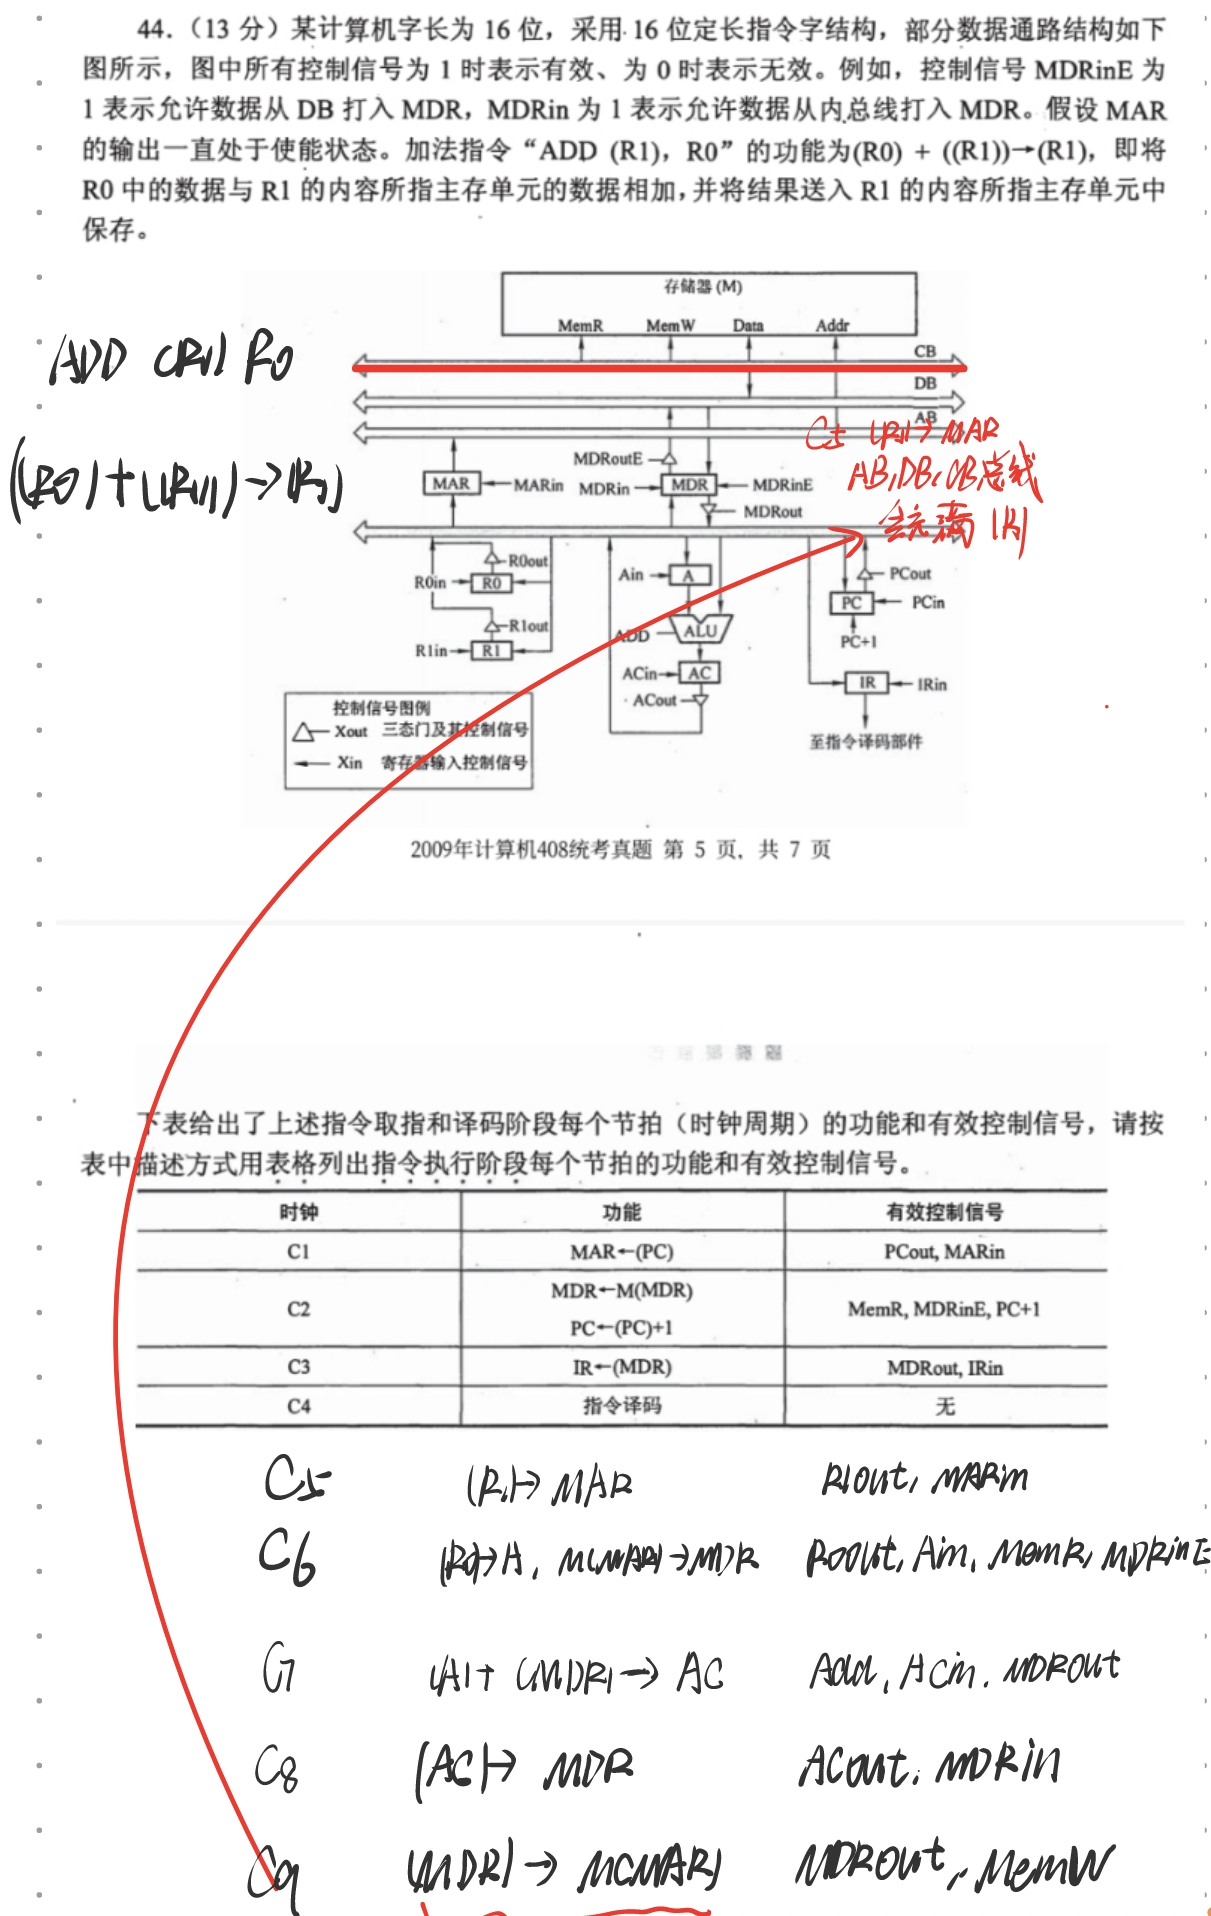 44.（13 分）某计算机字长为 16 位，采用 16 位定长指令字结构，部分数据通路结构如下
图所示，图中所有控制信号为 1 时表示有效、为 0 时表示无效。例如，控制信号 MDRinE 为
1 表示允许数据从 DB 打入 MDR，MDRin 为 1 表示允许数据从内总线打入 MDR。假设 MAR
的输出一直处于使能状态。加法指令“ADD (R1)，R0”的功能为(R0) + ((R1))→(R1)，即将
R0 中的数据与 R1 的内容所指主存单元的数据相加，并将结果送入 R1 的内容所指主存单元中
保存。
存储器 (M)
MemR MemW Data Addr
CB
ADD (R1) R0
DB
AB
C5 (R1)→MAR
AB,DB,CB总线
MDRoutE
MAR MARin MDRin MDR MDRinE
(R0)+((R1))→(R1)
MDRout
R0out
R0in R0
Ain A
PCout
PC PCin
R1out
ADD ALU
PC+1
R1in R1
ACin AC
IR IRin
ACout
控制信号图例
Xout 三态门及其控制信号
Xin 寄存器输入控制信号
至指令译码部件
2009年计算机408统考真题 第 5 页，共 7 页
下表给出了上述指令取指和译码阶段每个节拍（时钟周期）的功能和有效控制信号，请按
表中描述方式用表格列出指令执行阶段每个节拍的功能和有效控制信号。
时钟 功能 有效控制信号
C1 MAR←(PC) PCout, MARin
C2 MDR←M(MDR) MemR, MDRinE, PC+1
PC←(PC)+1
C3 IR←(MDR) MDRout, IRin
C4 指令译码 无
C5 (R1)→MAR R1out, MARin
C6 (R0)→A, M(MAR)→MDR R0out, Ain, MemR, MDRinE
C7 (A)+(MDR)→AC Add, ACin, MDRout
C8 (AC)→MDR ACout, MDRin
C9 (MDR)→M(MAR) MDRout, MemW